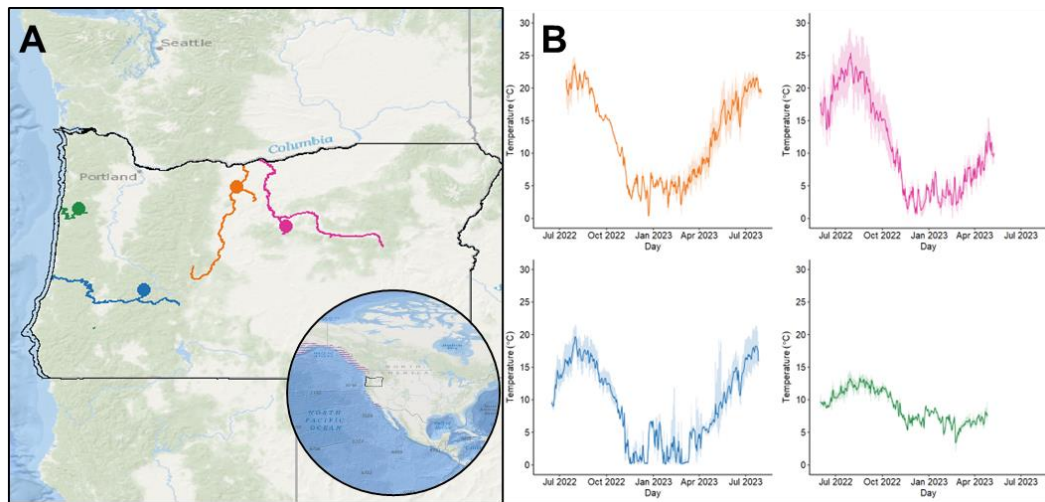 A
Seattle
Columbia
Portland
NORTH
PACIFIC
OCEAN
B
Temperature (°C)
30
25
20
15
10
5
0
Jul 2022
Oct 2022
Jan 2023
Apr 2023
Jul 2023
Day
Temperature (°C)
30
25
20
15
10
5
0
Jul 2022
Oct 2022
Jan 2023
Apr 2023
Jul 2023
Day
Temperature (°C)
30
25
20
15
10
5
0
Jul 2022
Oct 2022
Jan 2023
Apr 2023
Jul 2023
Day
Temperature (°C)
30
25
20
15
10
5
0
Jul 2022
Oct 2022
Jan 2023
Apr 2023
Jul 2023
Day